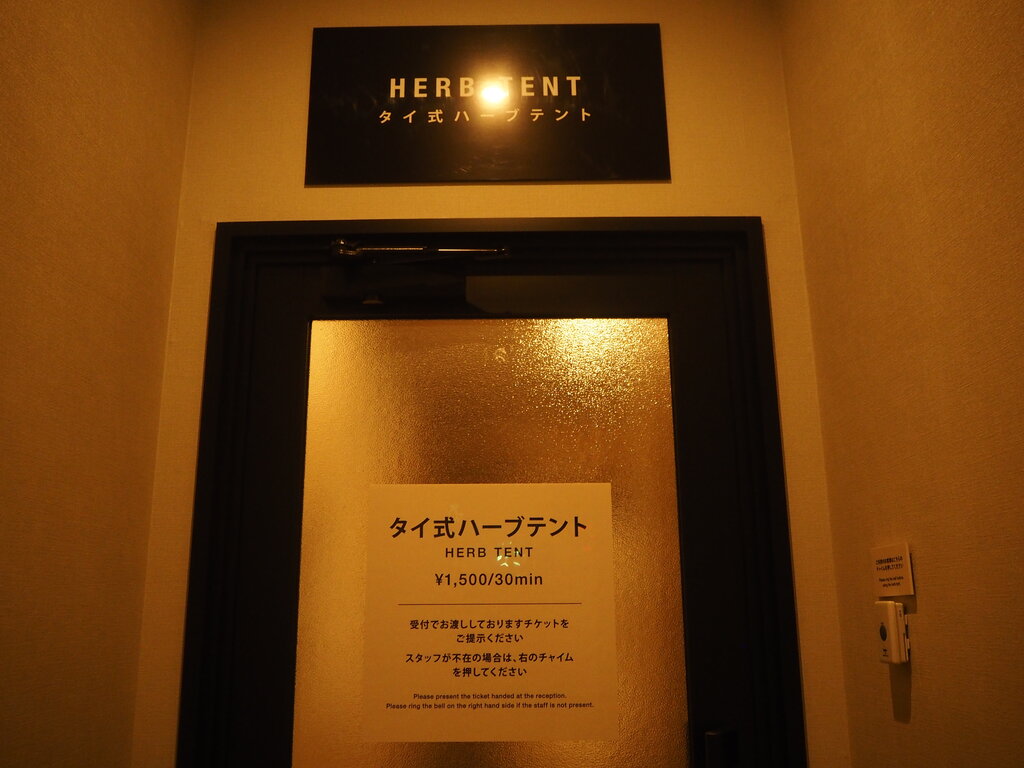 HERB TENT
タイ式ハーブテント
タイ式ハーブテント
HERB TENT
¥1,500/30min
受付でお渡ししておりますチケットを
ご提示ください
スタッフが不在の場合は、右のチャイム
を押してください
Please present the ticket handed at the reception.
Please ring the bell on the right hand side if the staff is not present.